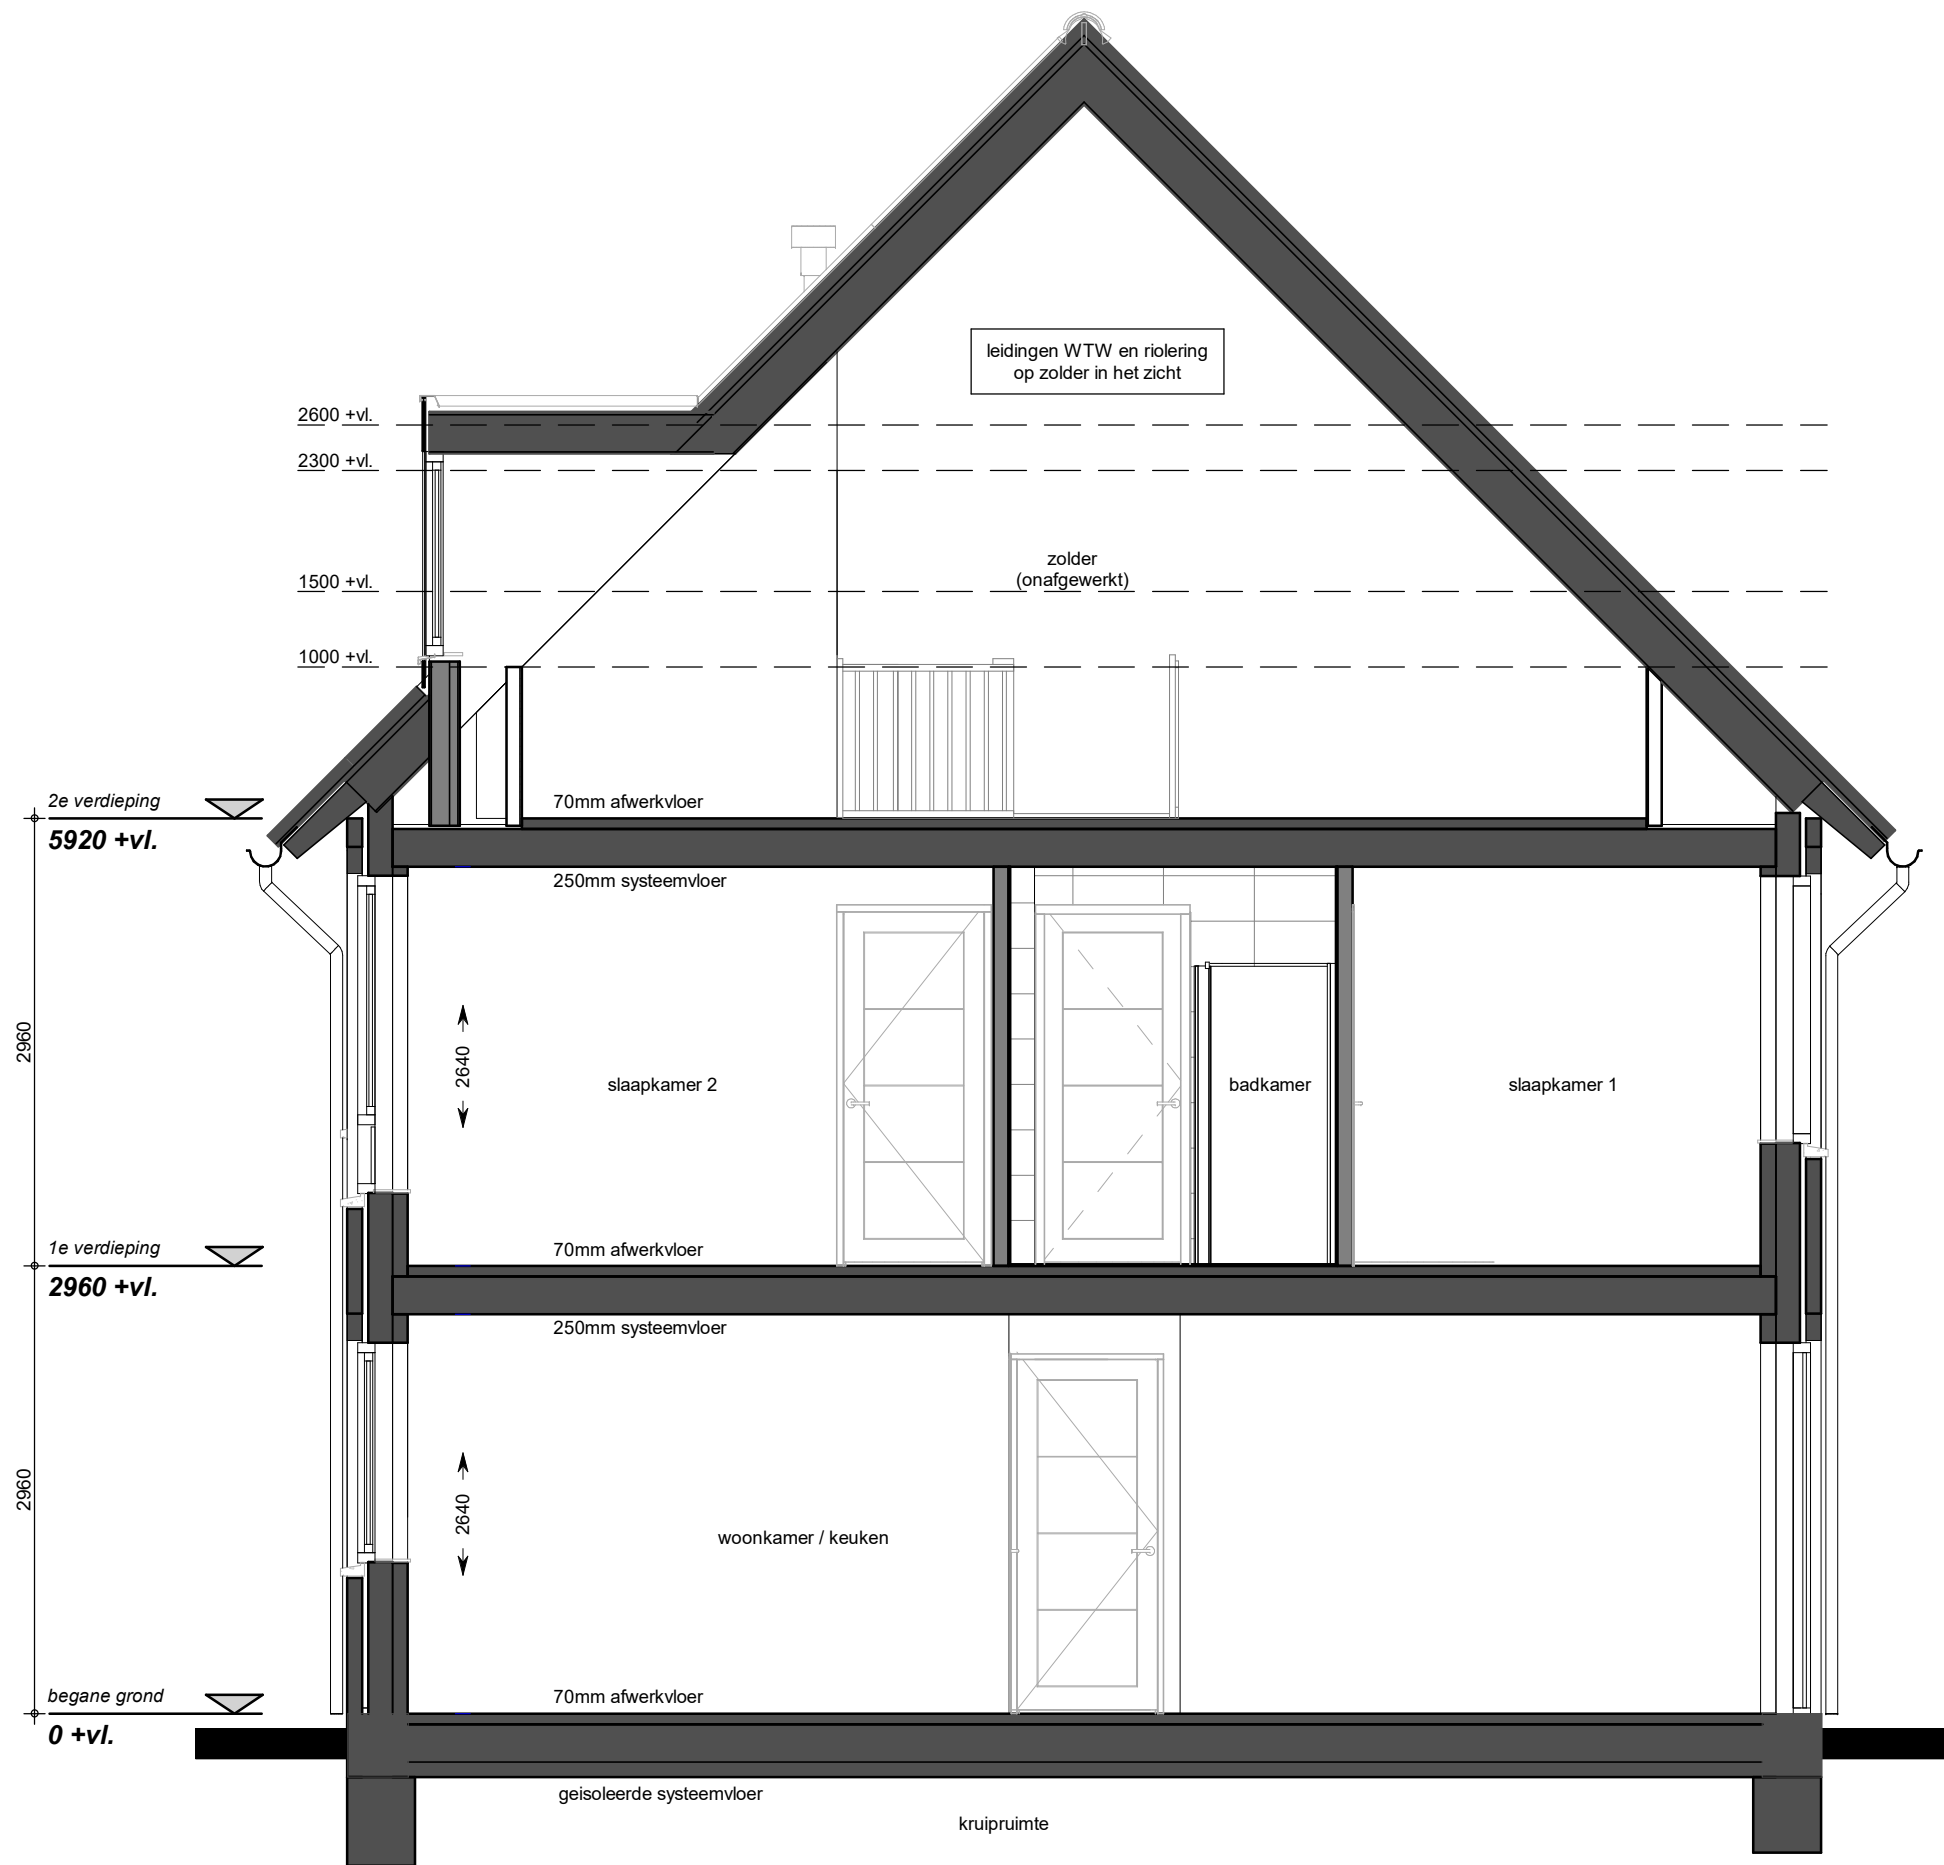 leidingen WTW en riolering
op zolder in het zicht
2600 +vl.
2300 +vl.
zolder
(onafgewerkt)
1500 +vl.
1000 +vl.
2e verdieping
5920 +vl.
70mm afwerkvloer
250mm systeemvloer
2960
2640
slaapkamer 2
badkamer
slaapkamer 1
1e verdieping
2960 +vl.
70mm afwerkvloer
250mm systeemvloer
2960
2640
woonkamer / keuken
begane grond
0 +vl.
70mm afwerkvloer
geisoleerde systeemvloer
kruipruimte